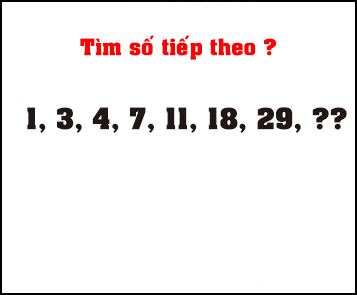 Tìm số tiếp theo ?
1, 3, 4, 7, 11, 18, 29, ??